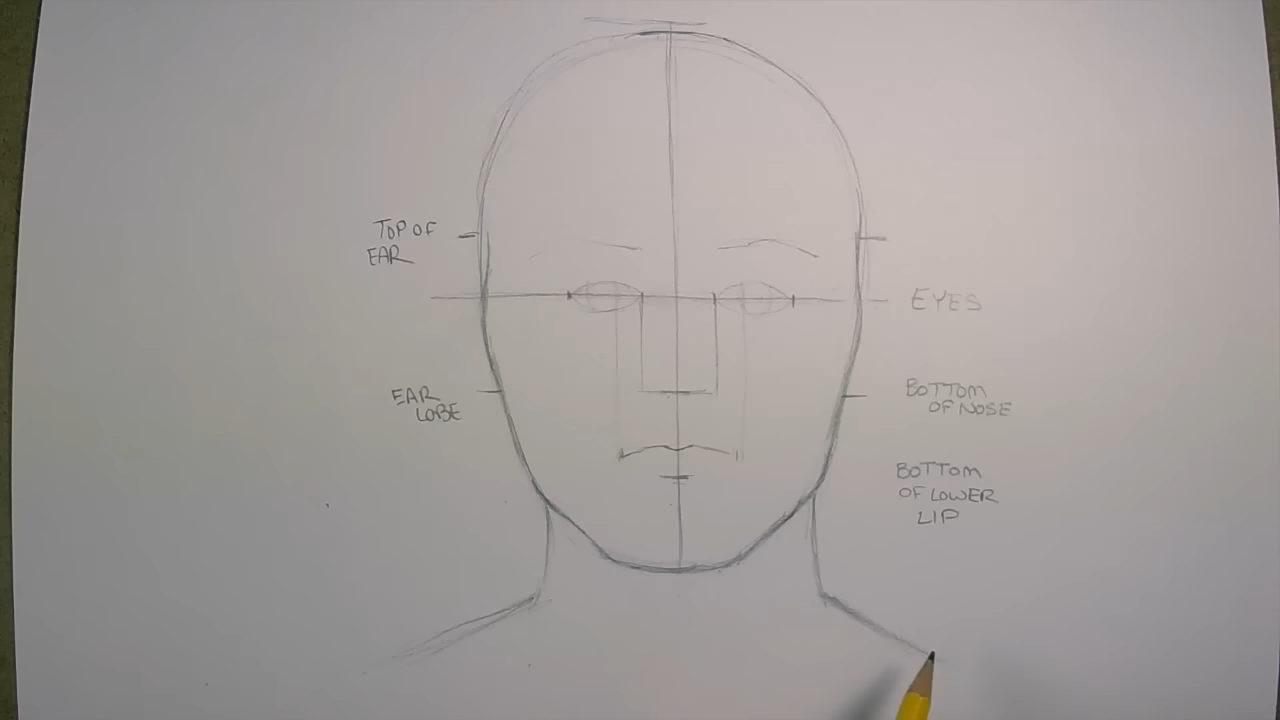 TOP OF
EAR
EYES
EAR
LOBE
BOTTOM
OF NOSE
BOTTOM
OF LOWER
LIP